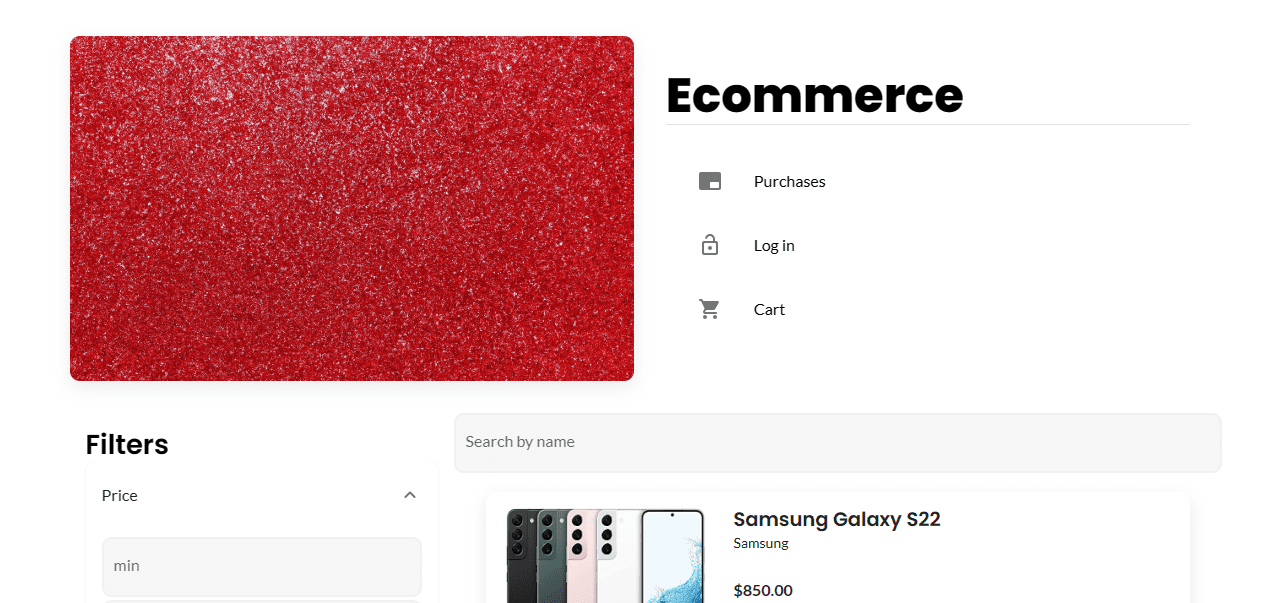 Ecommerce
Purchases
Log in
Cart
Filters
Search by name
Price
min
Samsung Galaxy S22
Samsung
$850.00